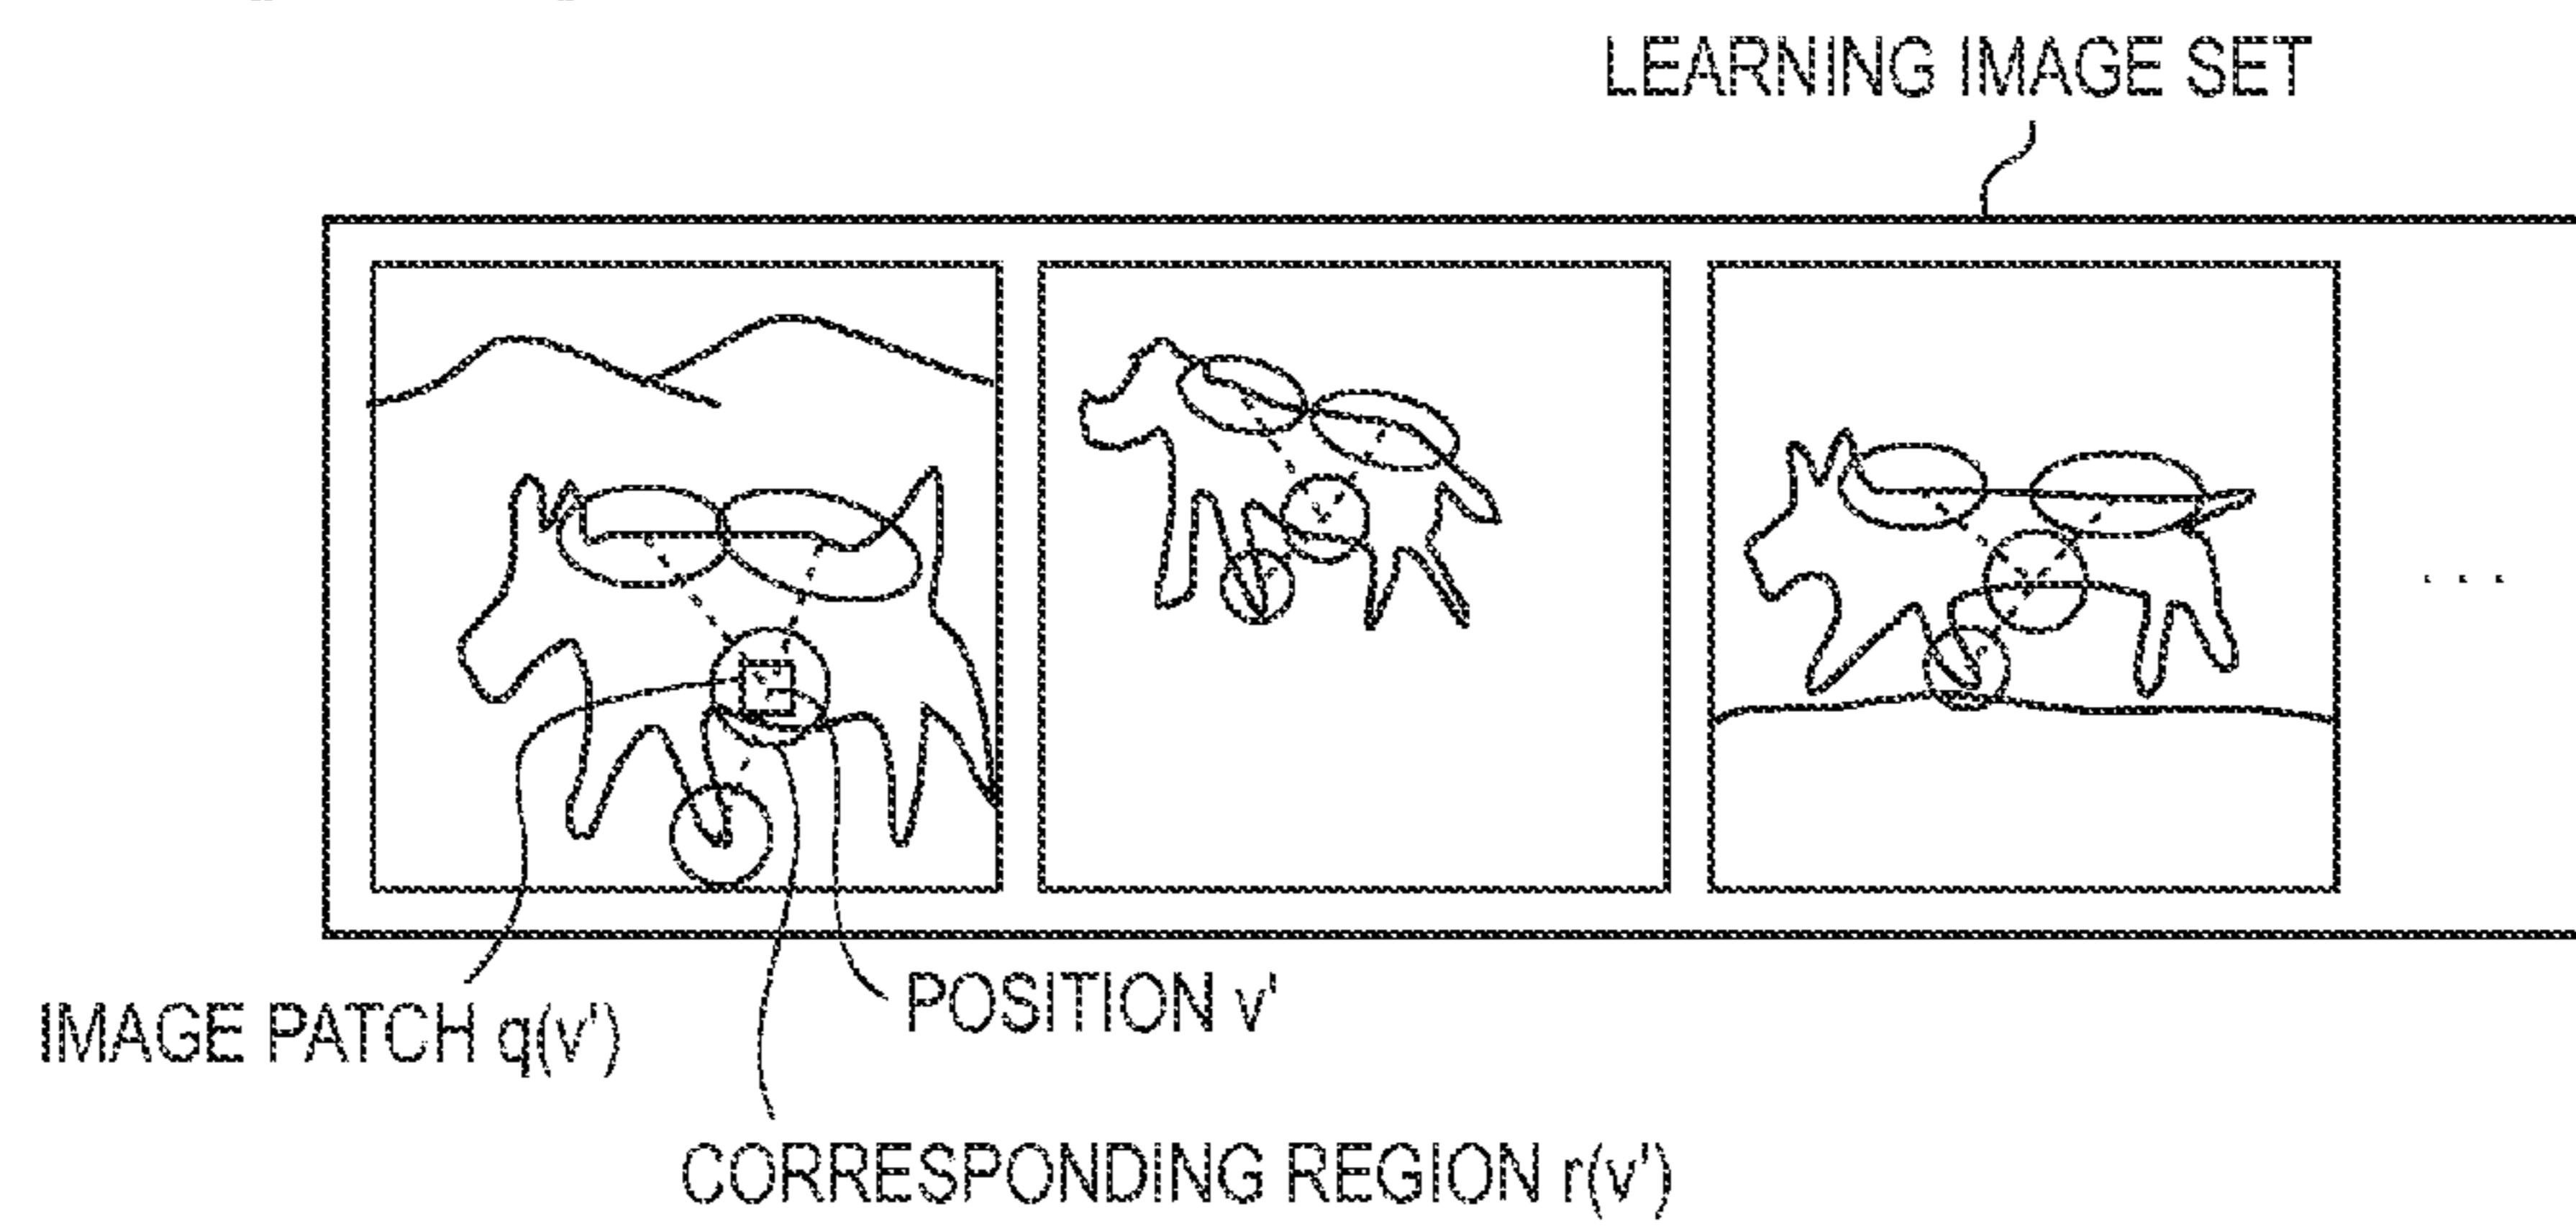 LEARNING IMAGE SET
. . .
POSITION v'
IMAGE PATCH q(v')
CORRESPONDING REGION r(v')